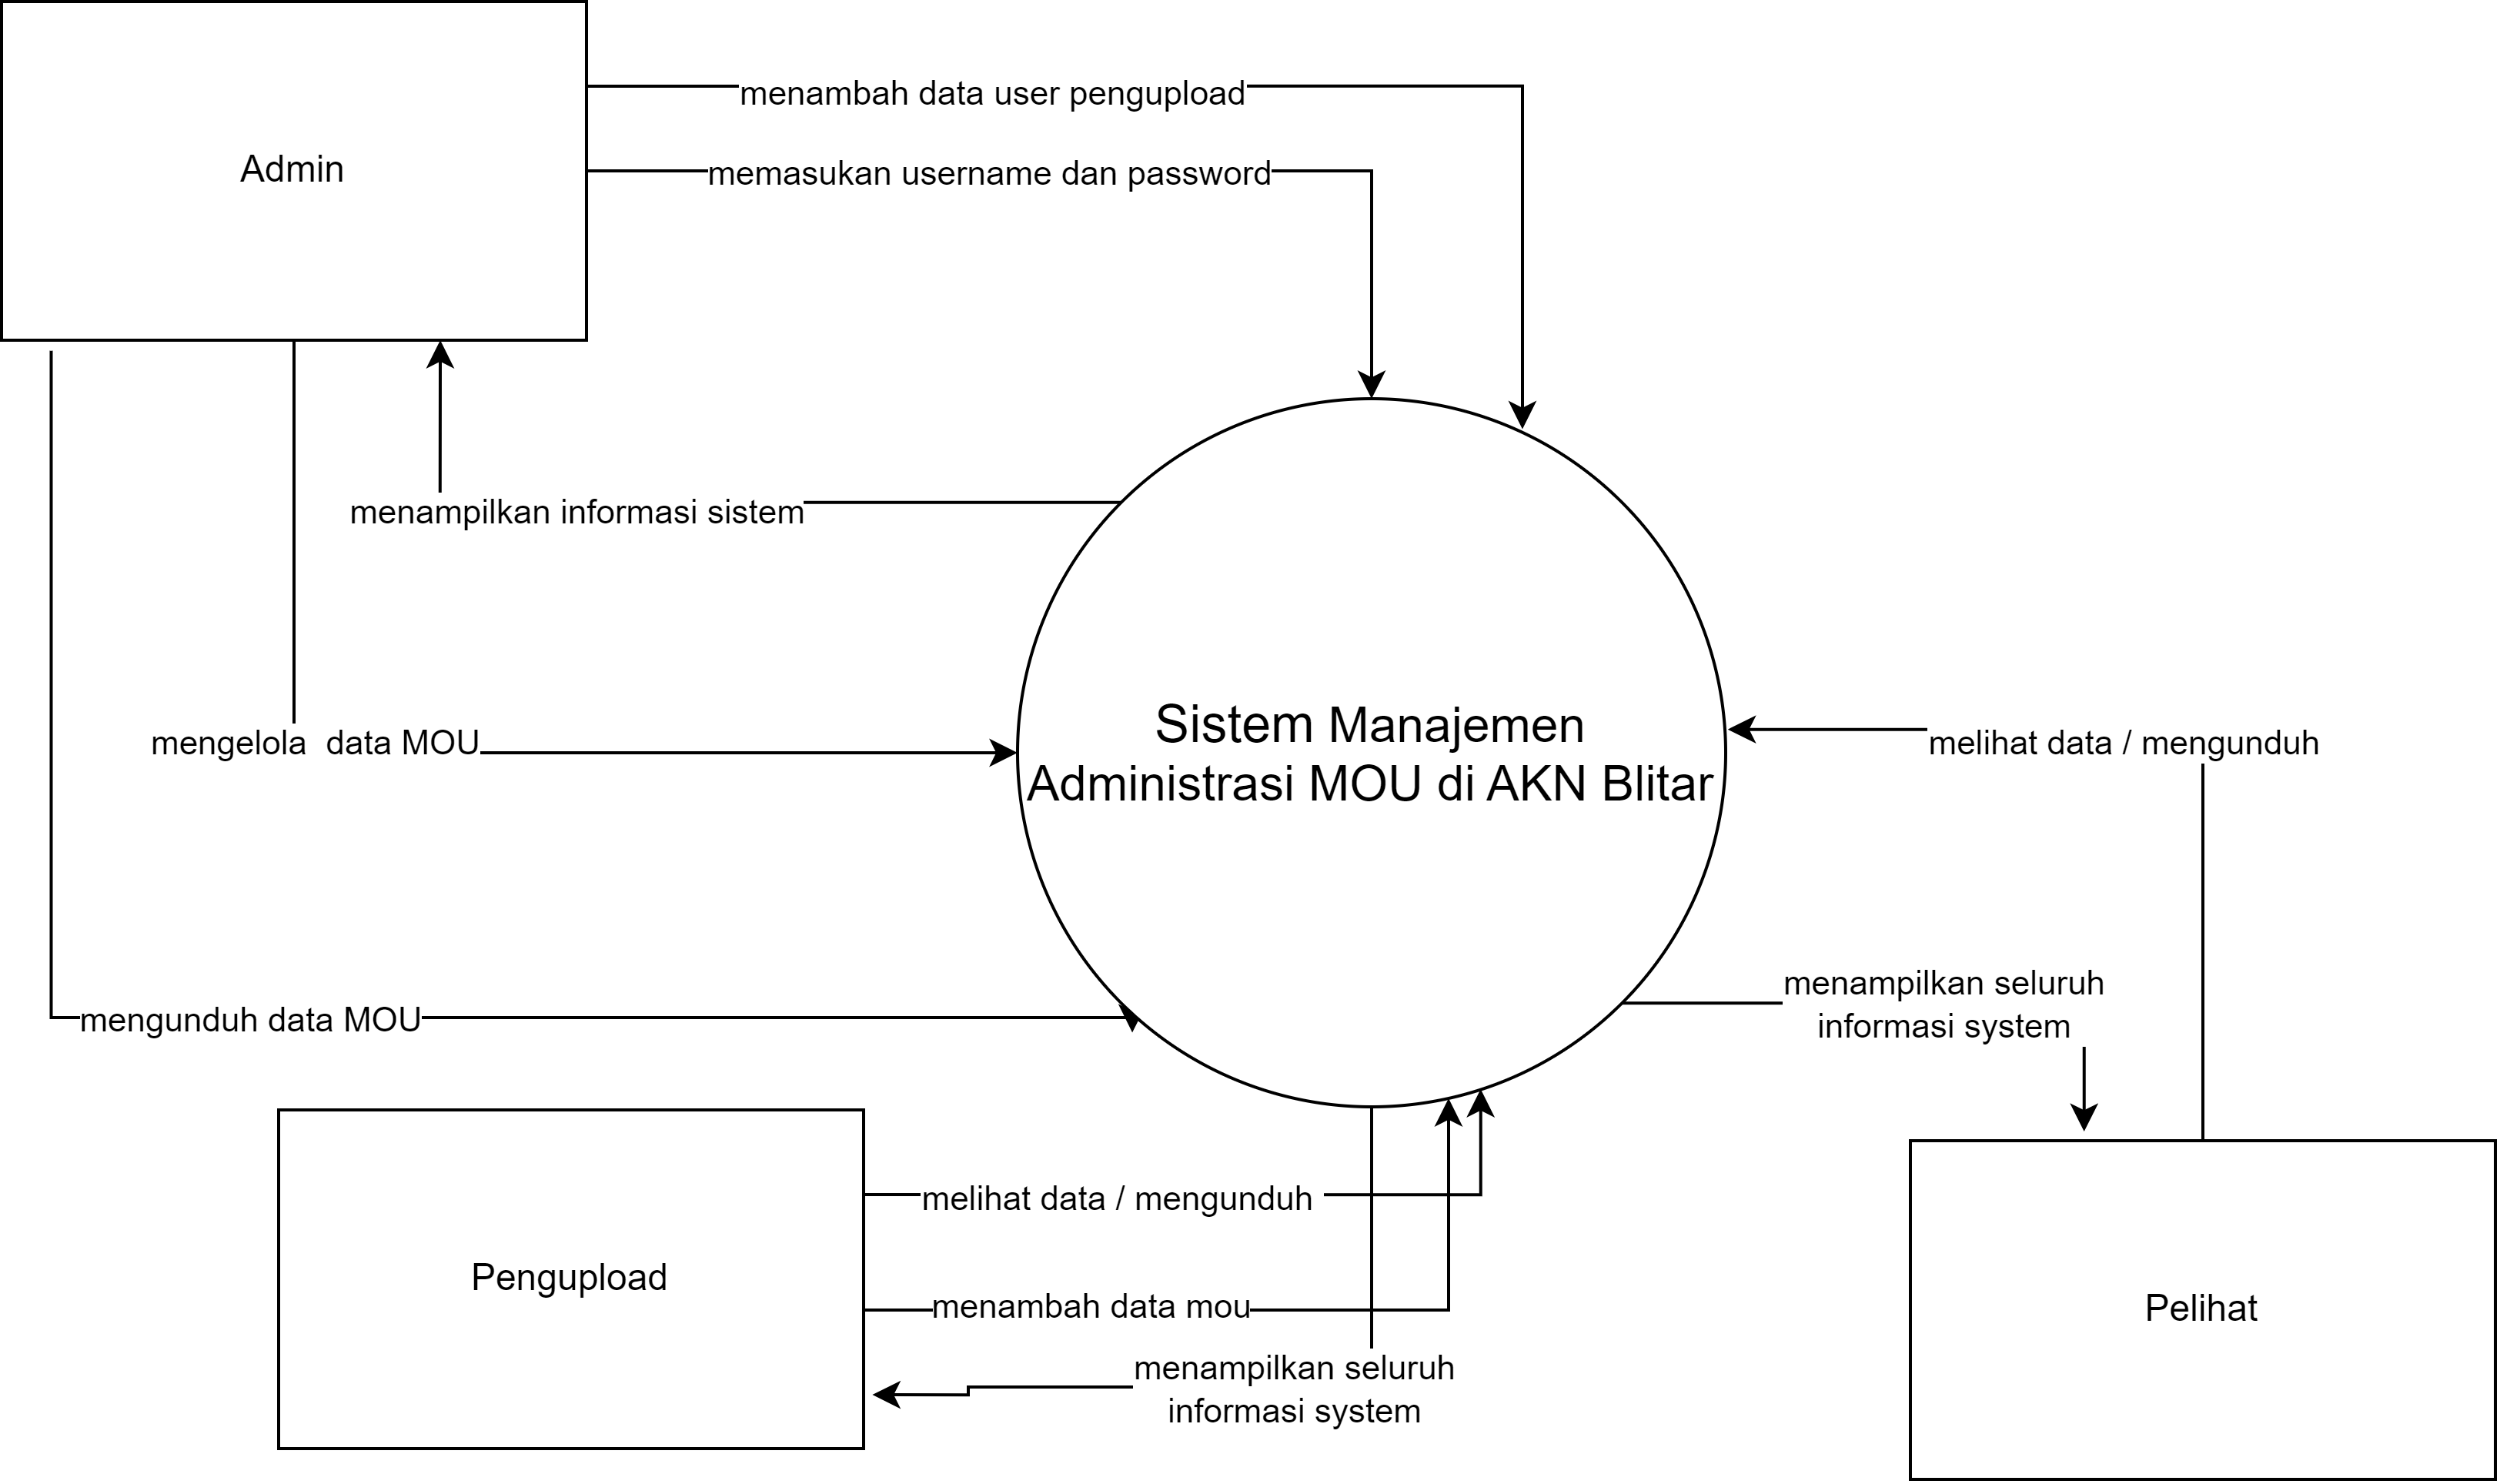 menambah data user pengupload
Admin
memasukan username dan password
menampilkan informasi sistem
Sistem Manajemen
Administrasi MOU di AKN Blitar
mengelola  data MOU
melihat data / mengunduh
menampilkan seluruh
informasi system
mengunduh data MOU
melihat data / mengunduh
Pengupload
menambah data mou
Pelihat
menampilkan seluruh
informasi system